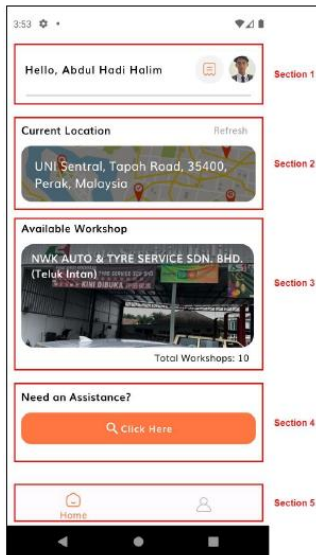 3:53
Hello, Abdul Hadi Halim
Section 1
Current Location
Refresh
UNI Sentral, Tapah Road, 35400,
Perak, Malaysia
Section 2
Available Workshop
NWK AUTO & TYRE SERVICE SDN. BHD.
(Teluk Intan)
KINI DIBUKA
Section 3
Total Workshops: 10
Need an Assistance?
Click Here
Section 4
Home
Section 5